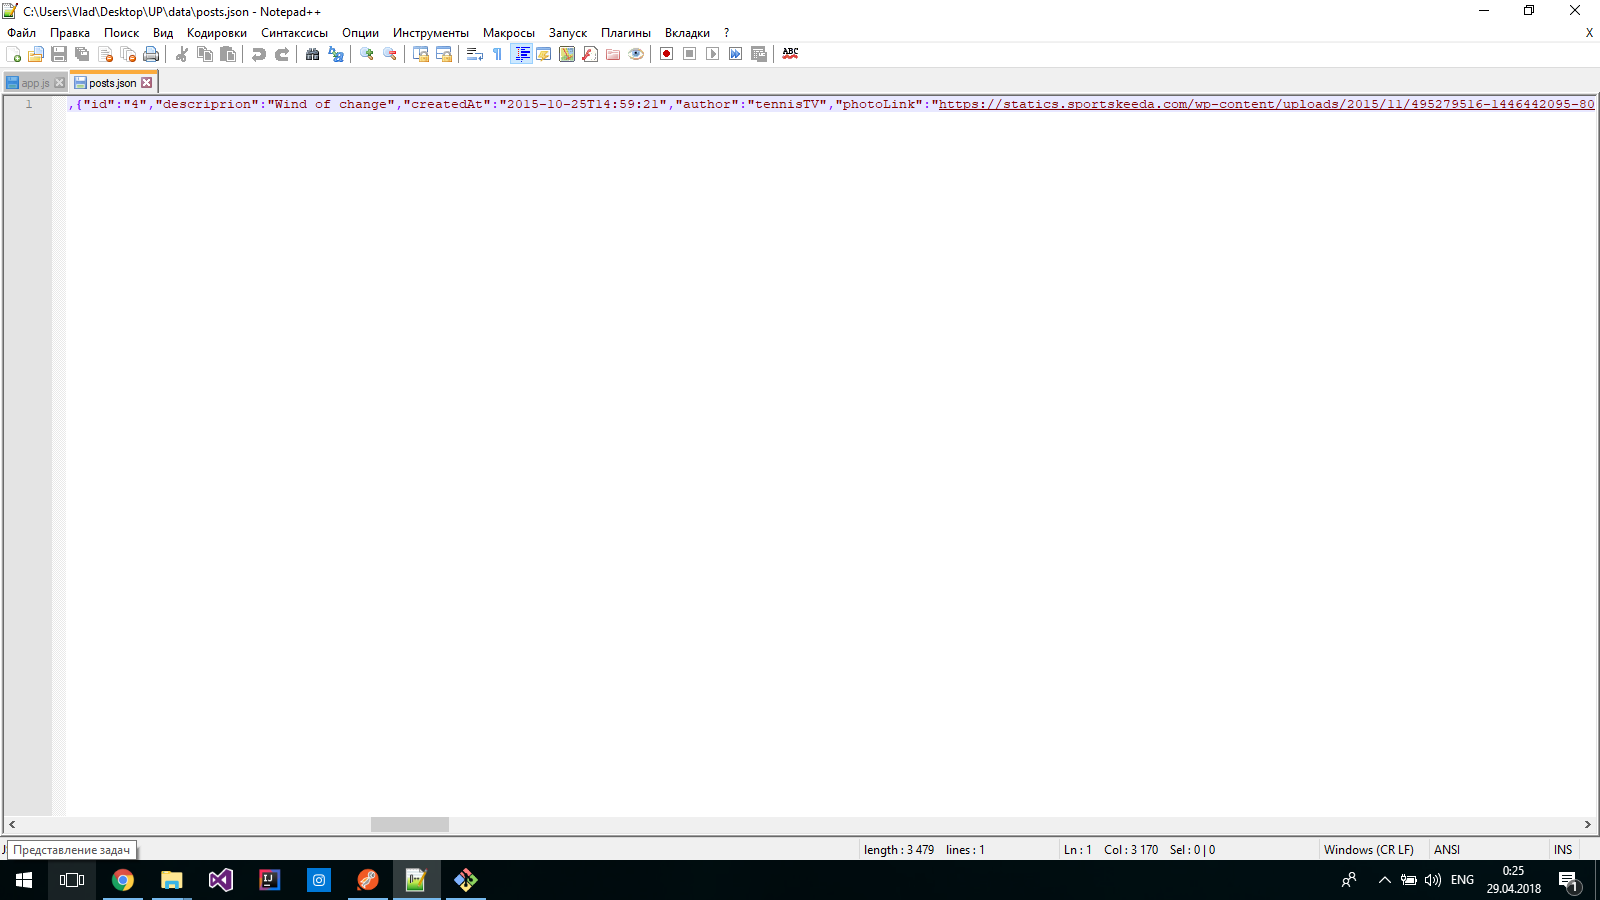 C:\Users\Vlad\Desktop\UP\data\posts.json - Notepad++
Файл Правка Поиск Вид Кодировки Синтаксисы Опции Инструменты Макросы Запуск Плагины Вкладки ? X
ABC
app.js posts.json
1 ,{"id":"4","descriprion":"Wind of change","createdAt":"2015-10-25T14:59:21","author":"tennisTV","photoLink":"https://statics.sportskeeda.com/wp-content/uploads/2015/11/495279516-1446442095-80
Представление задач
length : 3 479 lines : 1 Ln : 1 Col : 3 170 Sel : 0 | 0 Windows (CR LF) ANSI INS
ENG 0:25
29.04.2018
1